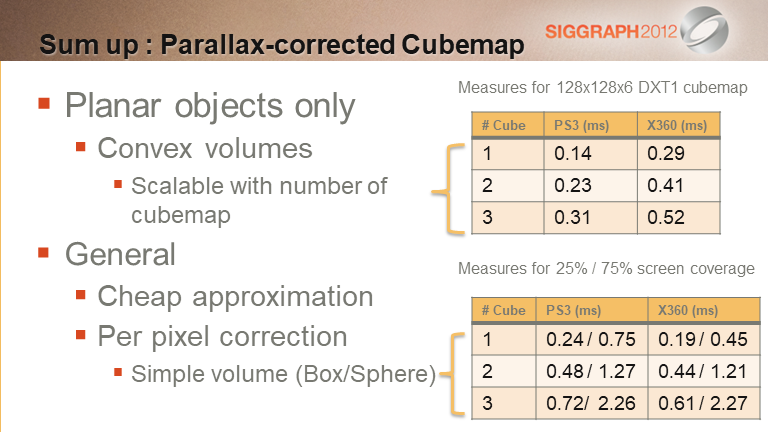 Sum up : Parallax-corrected Cubemap
SIGGRAPH2012
Planar objects only
Convex volumes
Scalable with number of
cubemap
General
Cheap approximation
Per pixel correction
Simple volume (Box/Sphere)
Measures for 128x128x6 DXT1 cubemap
# Cube PS3 (ms) X360 (ms)
1 0.14 0.29
2 0.23 0.41
3 0.31 0.52
Measures for 25% / 75% screen coverage
# Cube PS3 (ms) X360 (ms)
1 0.24 / 0.75 0.19 / 0.45
2 0.48 / 1.27 0.44 / 1.21
3 0.72/ 2.26 0.61 / 2.27